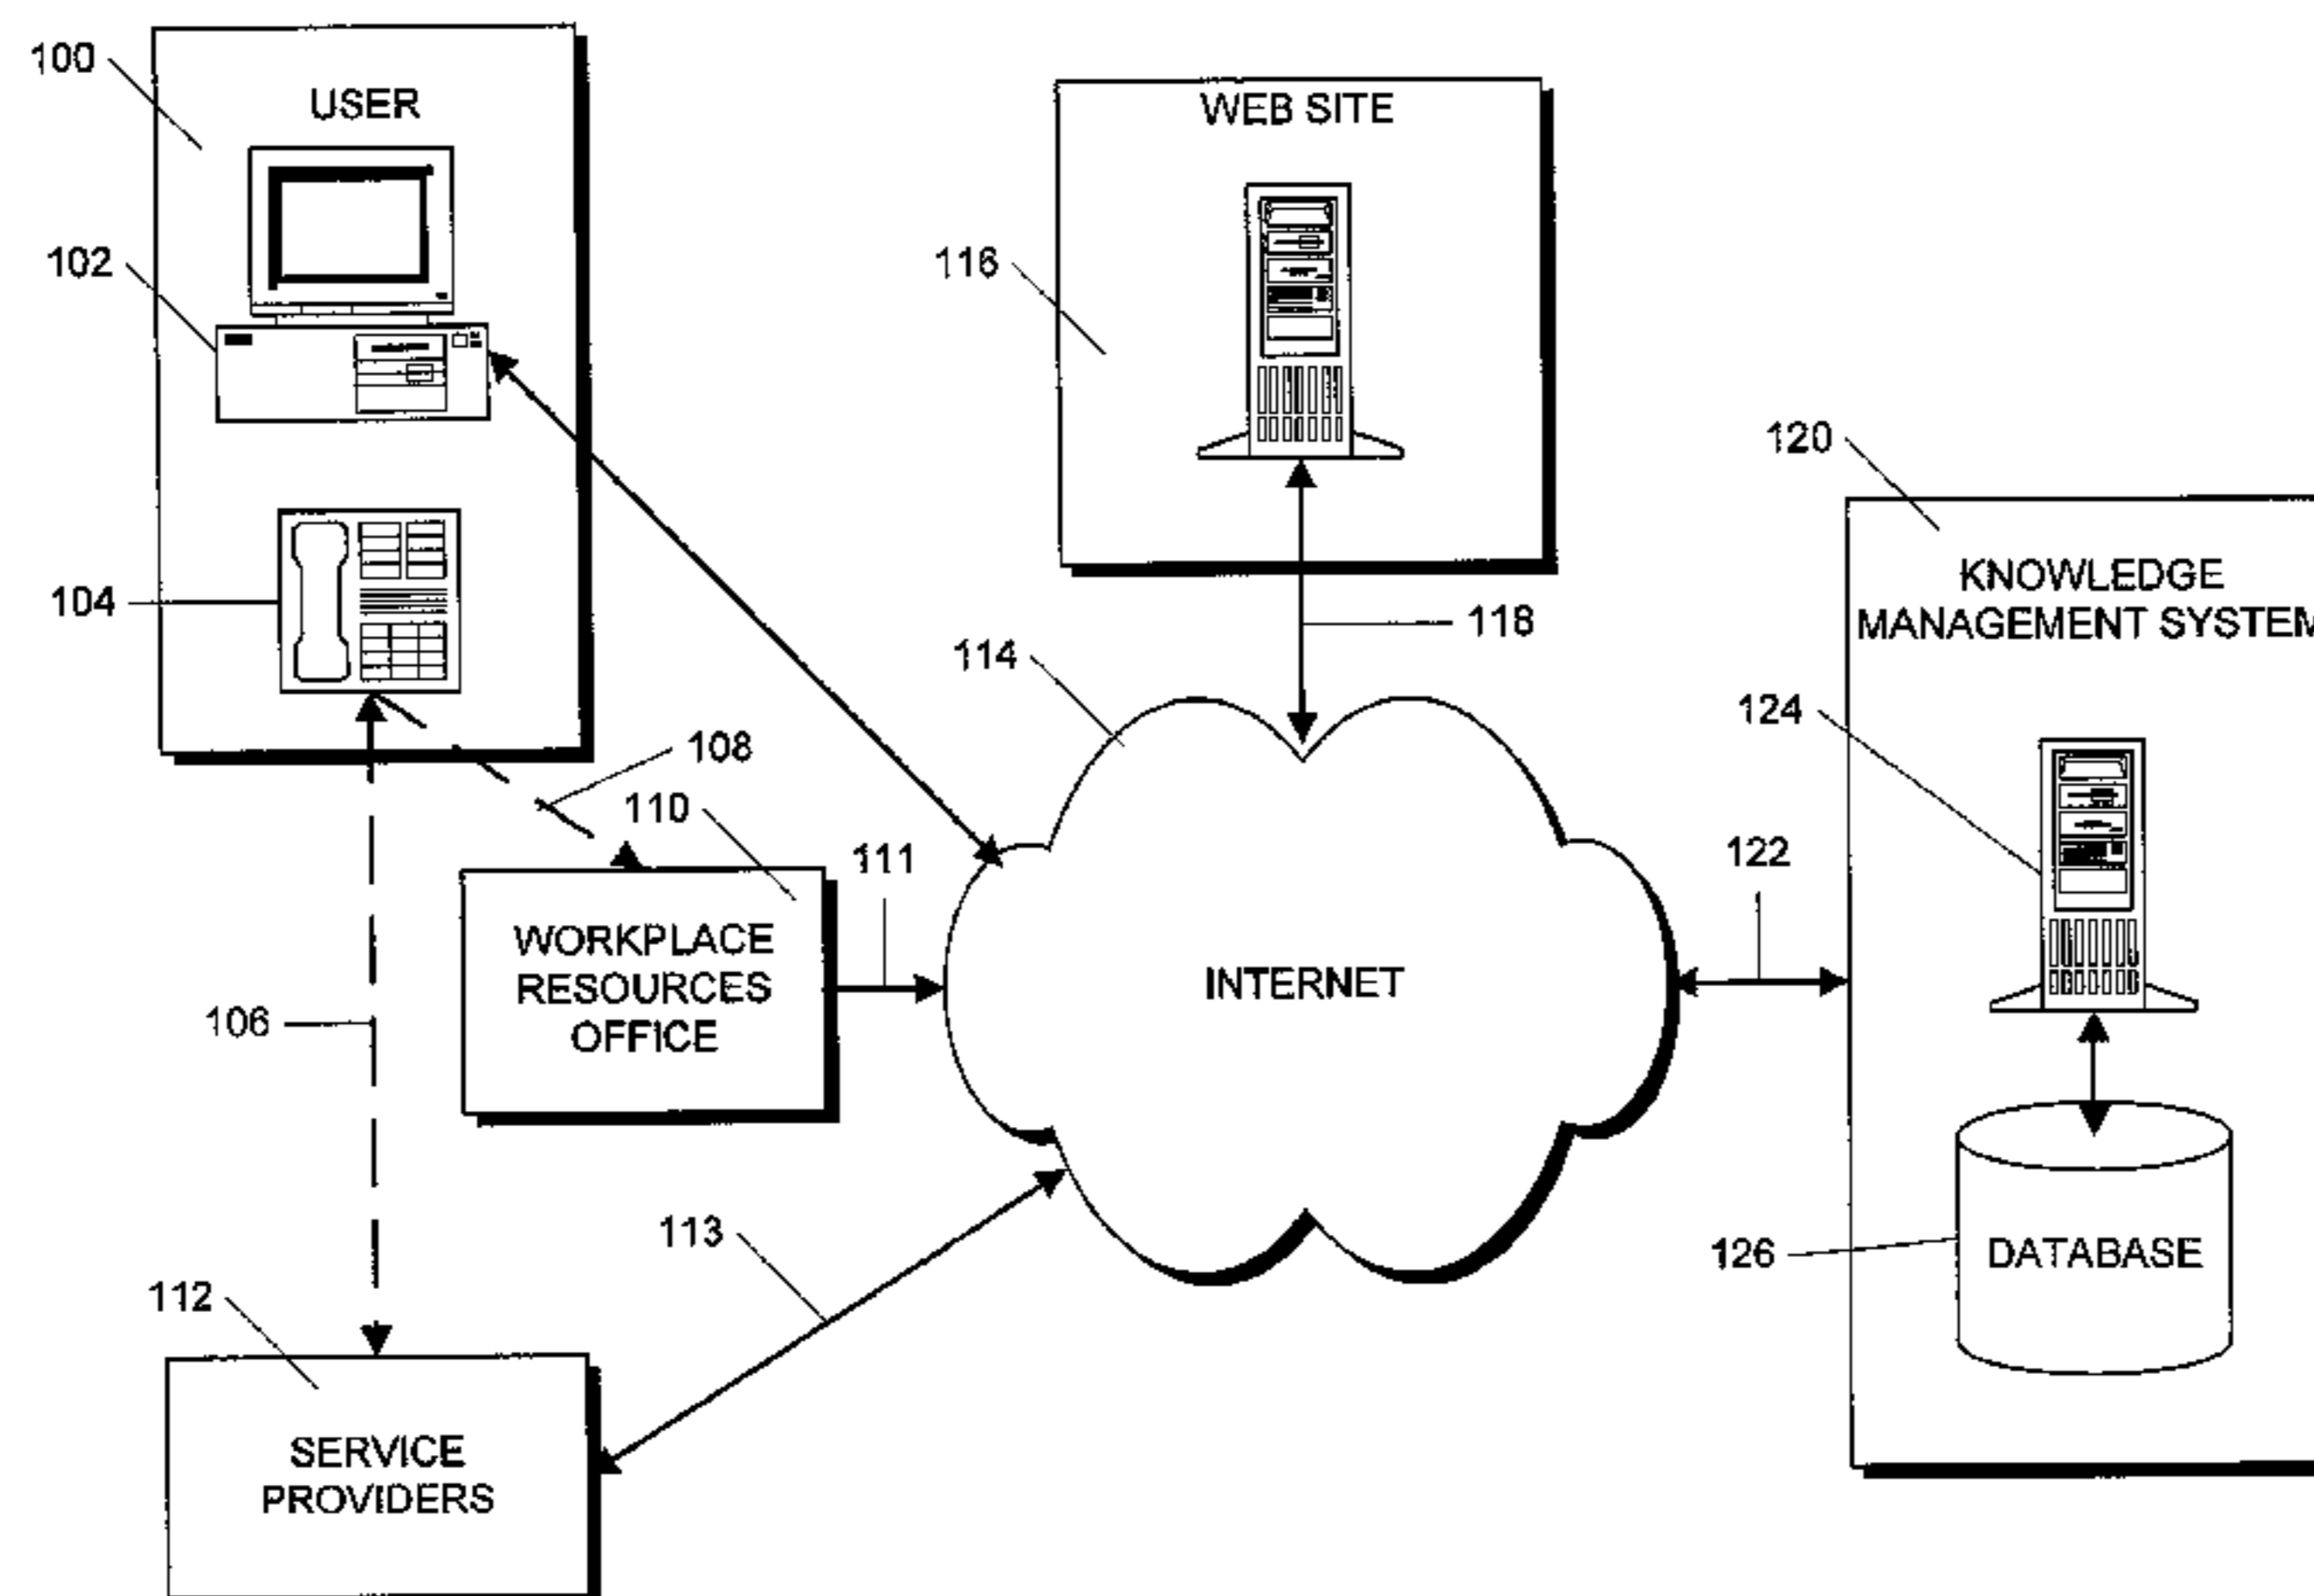 100
USER
WEB SITE
102
116
120
104
KNOWLEDGE
MANAGEMENT SYSTEM
118
114
124
108
110
111
122
WORKPLACE
RESOURCES
OFFICE
INTERNET
106
113
126
DATABASE
112
SERVICE
PROVIDERS